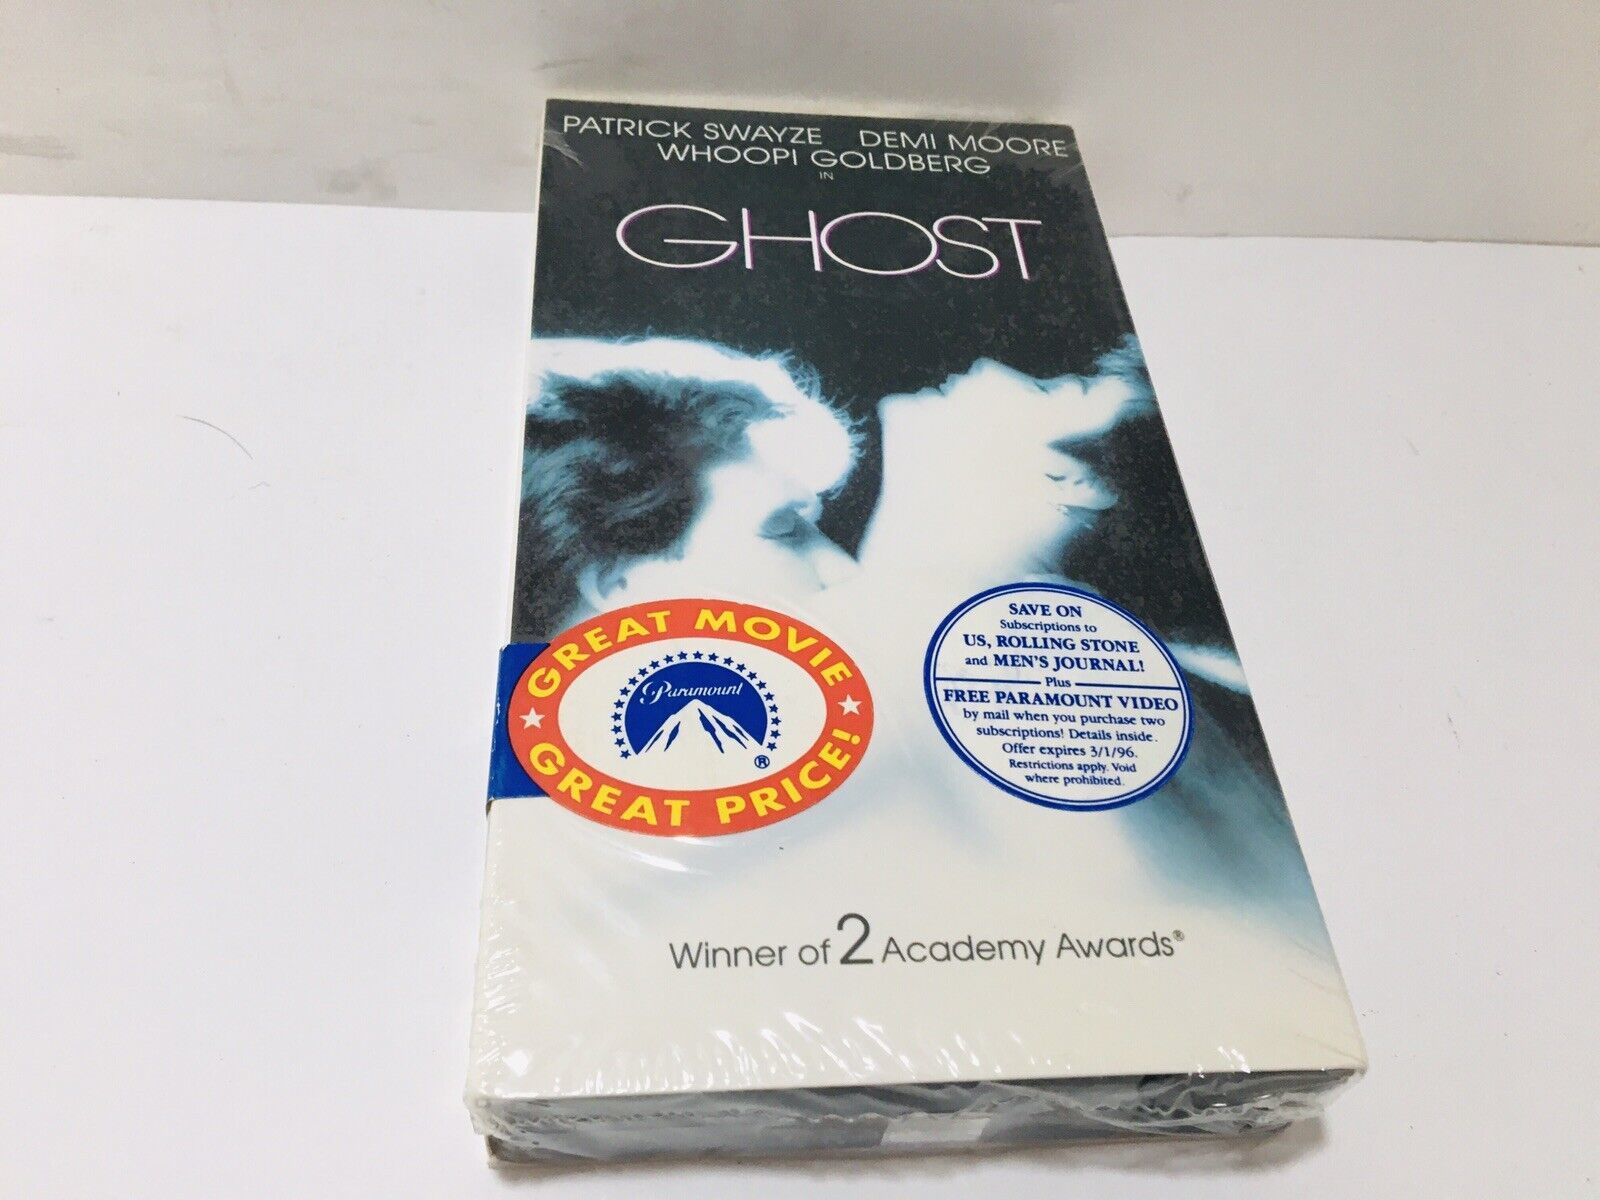 PATRICK SWAYZE DEMI MOORE
WHOOPI GOLDBERG
IN
GHOST
GREAT MOVIE
Paramount
®
GREAT PRICE!
SAVE ON
Subscriptions to
US, ROLLING STONE
and MEN'S JOURNAL!
Plus
FREE PARAMOUNT VIDEO
by mail when you purchase two
subscriptions! Details inside.
Offer expires 3/1/96.
Restrictions apply. Void
where prohibited.
Winner of 2 Academy Awards®